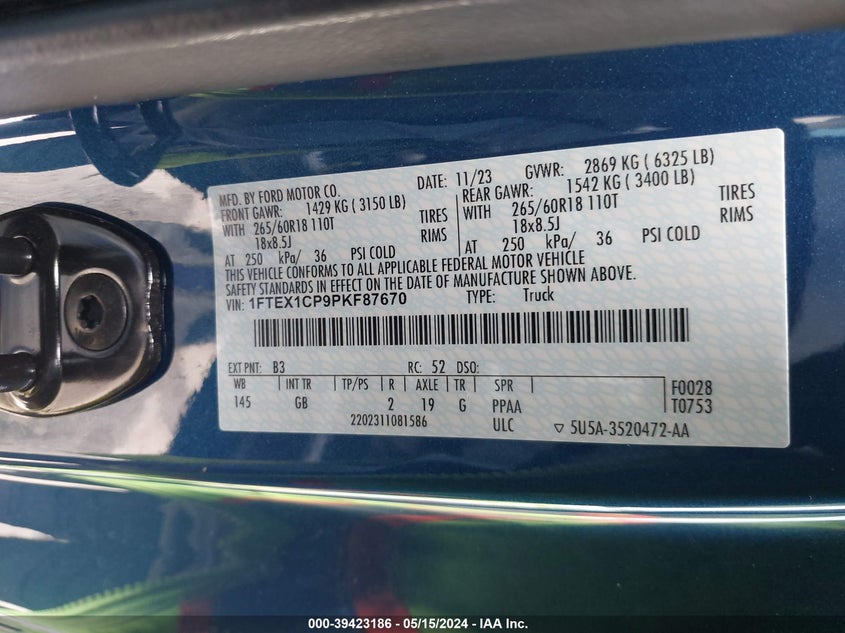 MFD. BY FORD MOTOR CO. DATE: 11/23 GVWR: 2869 KG ( 6325 LB)
FRONT GAWR: 1429 KG ( 3150 LB) REAR GAWR: 1542 KG ( 3400 LB)
WITH 265/60R18 110T TIRES WITH 265/60R18 110T TIRES
18x8.5J RIMS 18x8.5J RIMS
AT 250 kPa/ 36 PSI COLD AT 250 kPa/ 36 PSI COLD
THIS VEHICLE CONFORMS TO ALL APPLICABLE FEDERAL MOTOR VEHICLE
SAFETY STANDARDS IN EFFECT ON THE DATE OF MANUFACTURE SHOWN ABOVE.
VIN: 1FTEX1CP9PKF87670 TYPE: Truck
EXT PNT: B3 RC: 52 DSO:
WB INT TR TP/PS R AXLE TR SPR F0028
145 GB 2 19 G PPAA T0753
2202311081586 ULC ▽ 5U5A-3520472-AA
000-39423186 - 05/15/2024 - IAA Inc.